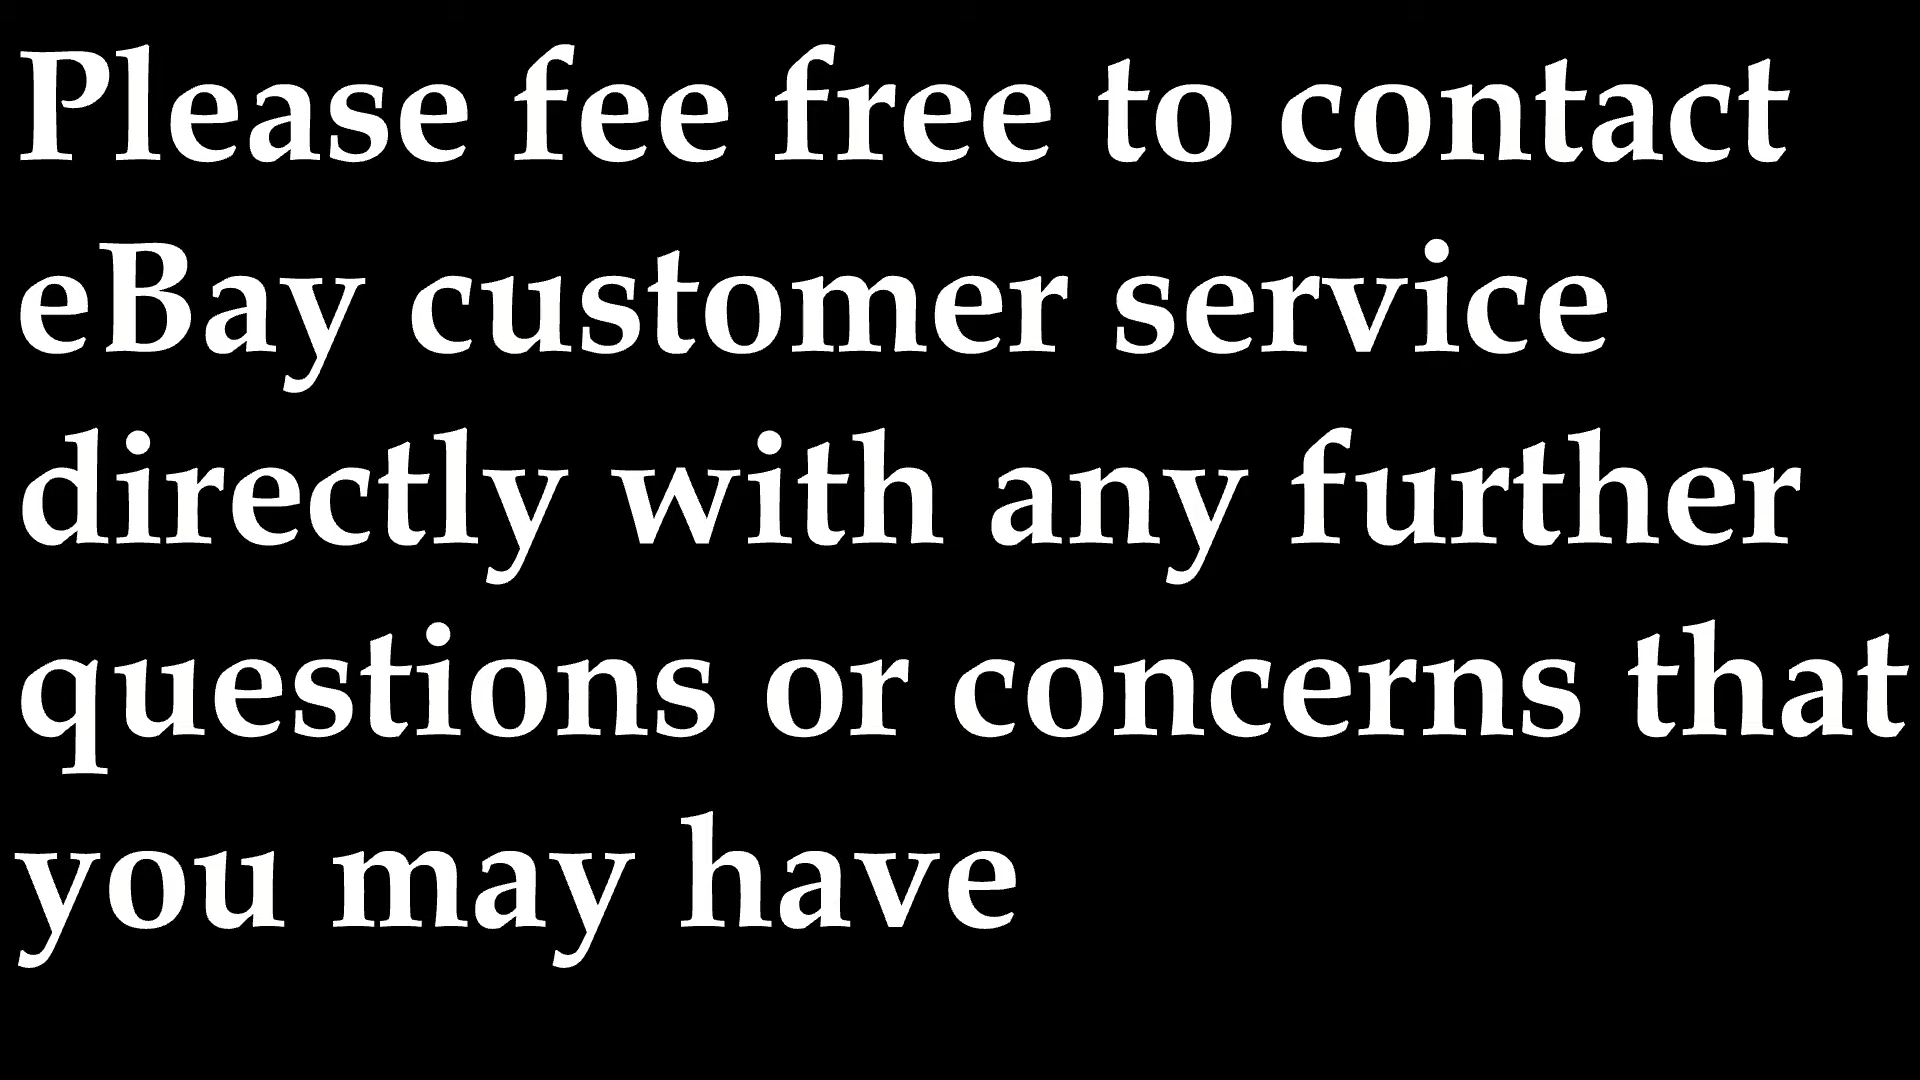 Please fee free to contact
eBay customer service
directly with any further
questions or concerns that
you may have